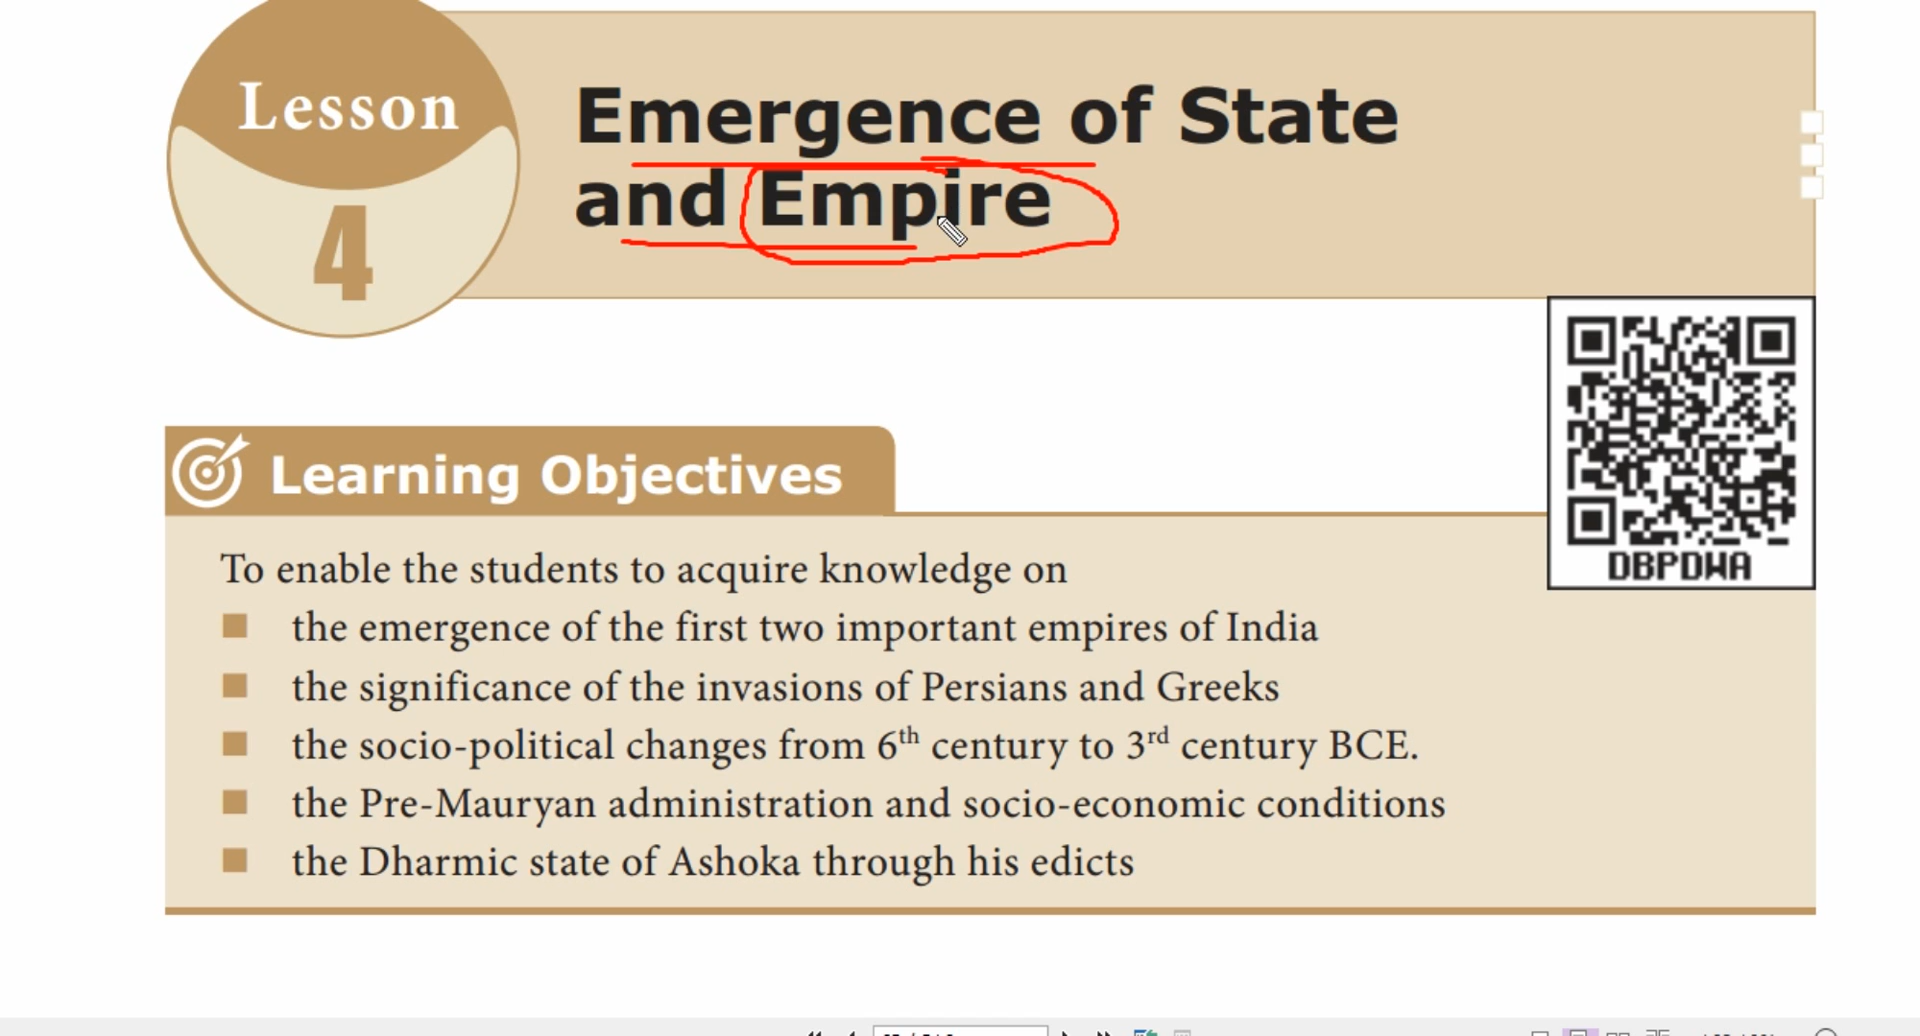 Lesson
4
Emergence of State
and Empire
DBPDWA
Learning Objectives
To enable the students to acquire knowledge on
■ the emergence of the first two important empires of India
■ the significance of the invasions of Persians and Greeks
■ the socio-political changes from 6th century to 3rd century BCE.
■ the Pre-Mauryan administration and socio-economic conditions
■ the Dharmic state of Ashoka through his edicts